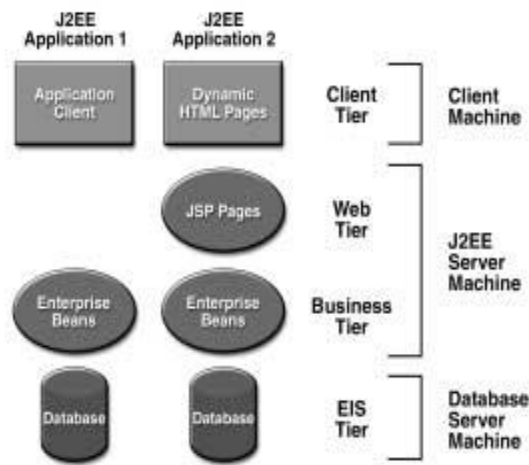 J2EE
Application 1
J2EE
Application 2
Application
Client
Dynamic
HTML Pages
Client
Tier
Client
Machine
JSP Pages
Web
Tier
J2EE
Server
Machine
Enterprise
Beans
Enterprise
Beans
Business
Tier
Database
Database
EIS
Tier
Database
Server
Machine